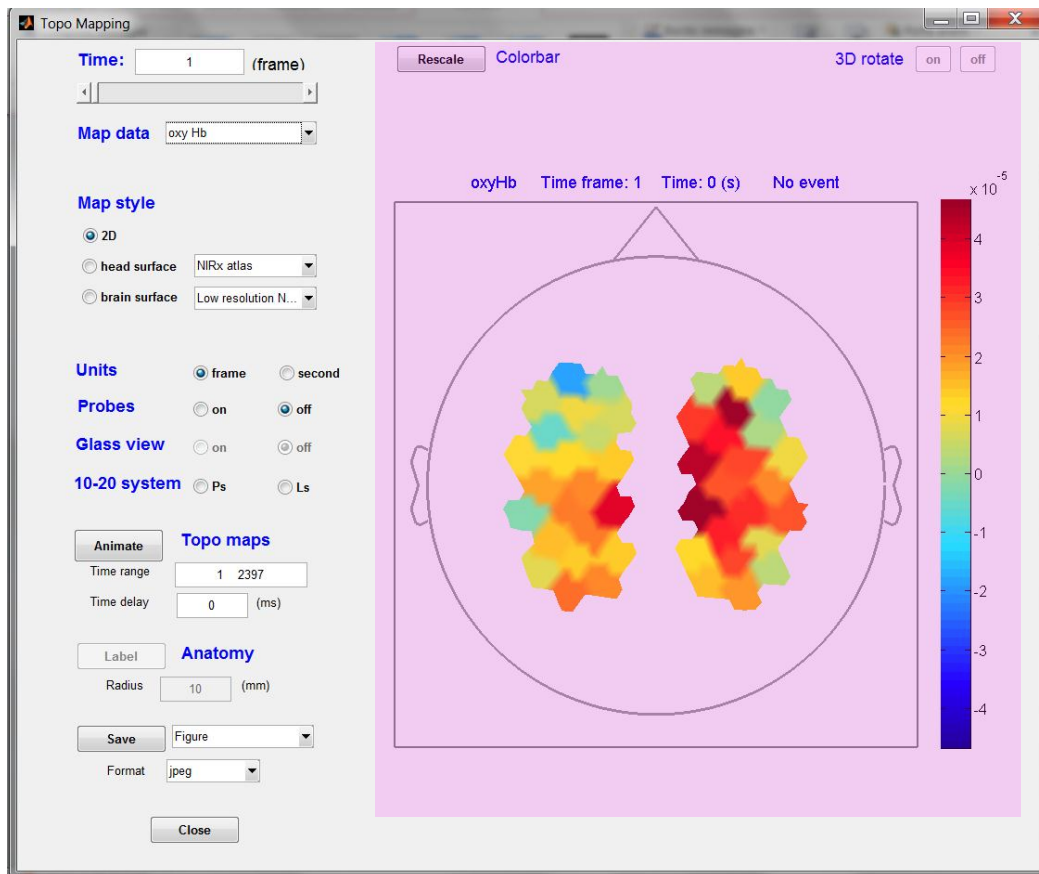 Topo Mapping
Time: 1 (frame)
Map data oxy Hb
Map style
2D
head surface NIRx atlas
brain surface Low resolution N...
Units frame second
Probes on off
Glass view on off
10-20 system Ps Ls
Animate Topo maps
Time range 1 2397
Time delay 0 (ms)
Label Anatomy
Radius 10 (mm)
Save Figure
Format jpeg
Close
Rescale Colorbar 3D rotate on off
oxyHb Time frame: 1 Time: 0 (s) No event
x 10^-5
4
3
2
1
0
-1
-2
-3
-4